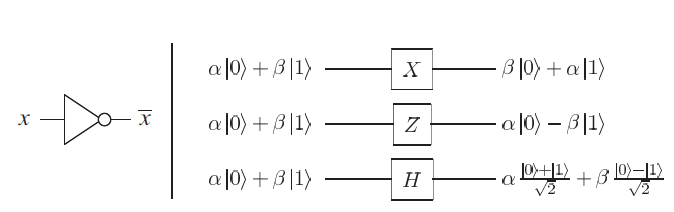 α|0⟩ + β|1⟩ X β|0⟩ + α|1⟩
x x̅ α|0⟩ + β|1⟩ Z α|0⟩ − β|1⟩
α|0⟩ + β|1⟩ H α (|0⟩+|1⟩)/√2 + β (|0⟩−|1⟩)/√2